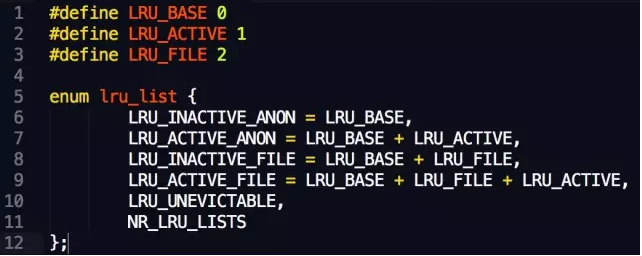 1 #define LRU_BASE 0
2 #define LRU_ACTIVE 1
3 #define LRU_FILE 2
4
5 enum lru_list {
6 LRU_INACTIVE_ANON = LRU_BASE,
7 LRU_ACTIVE_ANON = LRU_BASE + LRU_ACTIVE,
8 LRU_INACTIVE_FILE = LRU_BASE + LRU_FILE,
9 LRU_ACTIVE_FILE = LRU_BASE + LRU_FILE + LRU_ACTIVE,
10 LRU_UNEVICTABLE,
11 NR_LRU_LISTS
12 };